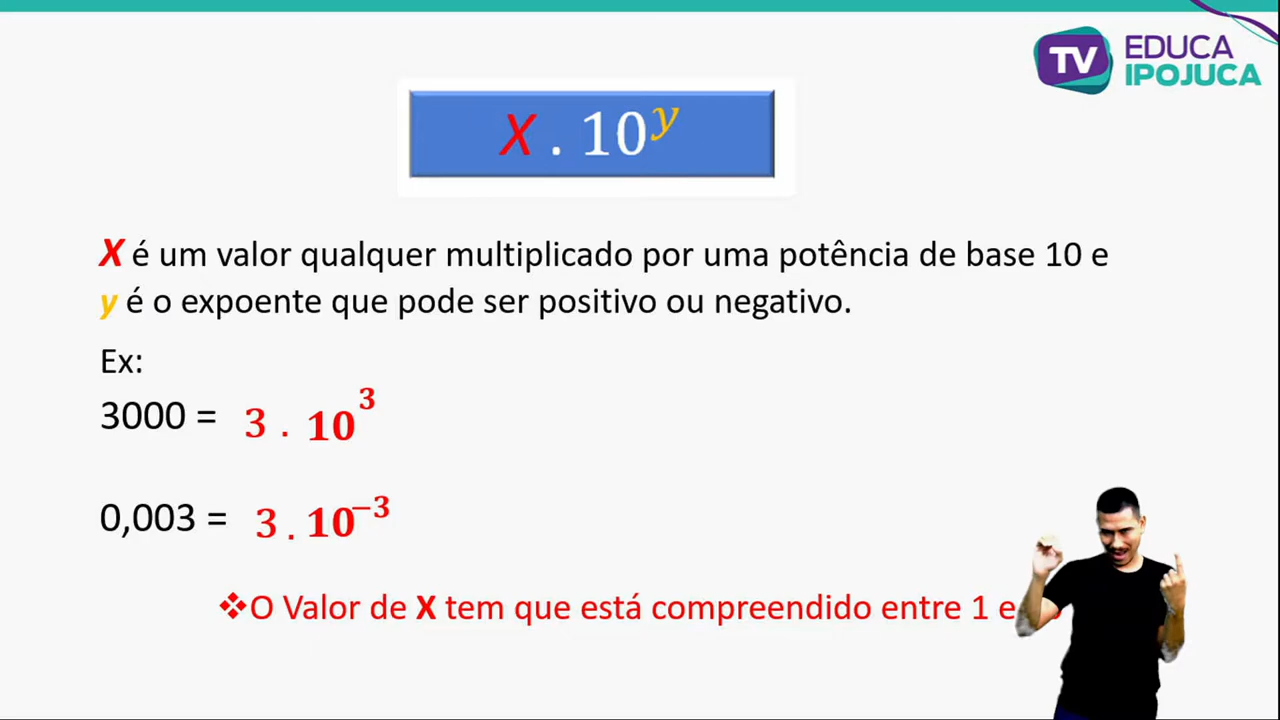 TV EDUCA
IPOJUCA
X . 10^y
X é um valor qualquer multiplicado por uma potência de base 10 e
y é o expoente que pode ser positivo ou negativo.
Ex:
3000 = 3 . 10^3
0,003 = 3 . 10^−3
❖O Valor de X tem que está compreendido entre 1 e